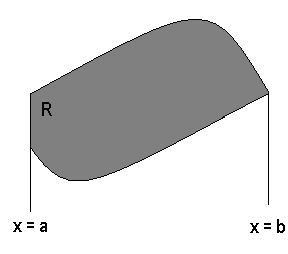 R
x = a
x = b